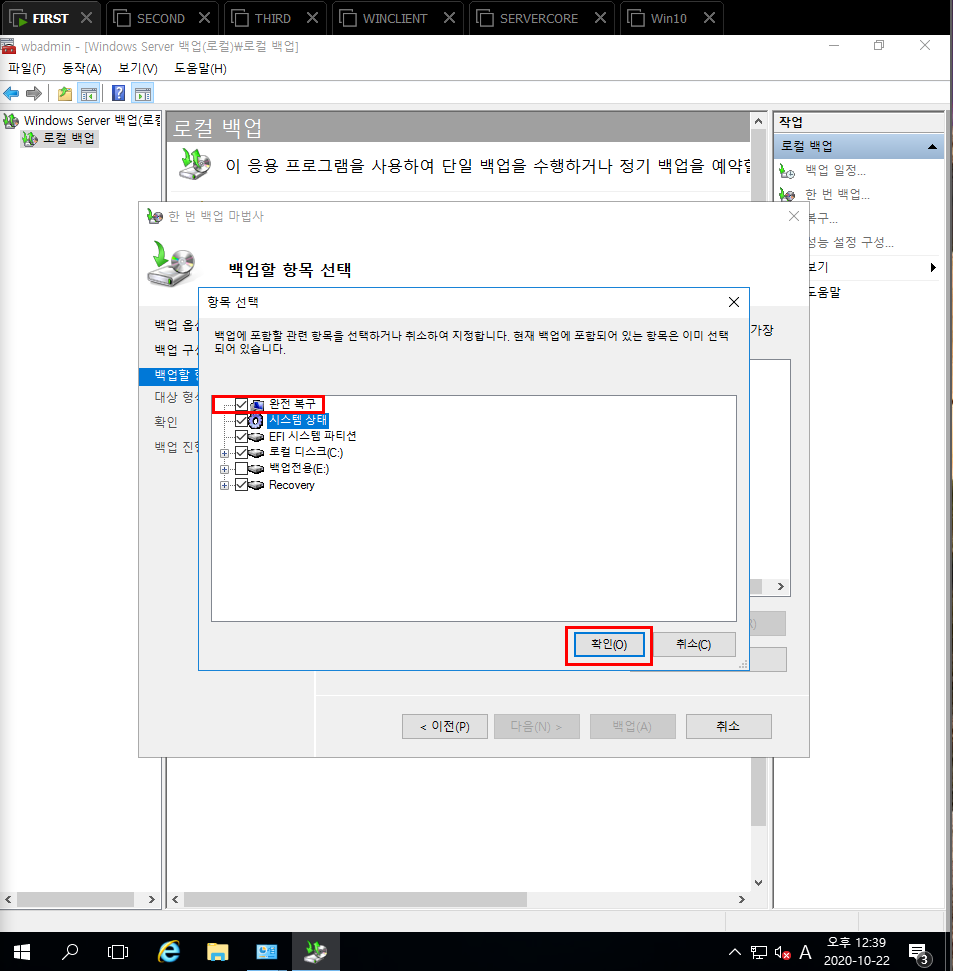 FIRST
SECOND
THIRD
WINCLIENT
SERVERCORE
Win10
wbadmin - [Windows Server 백업(로컬)₩로컬 백업]
파일(F) 동작(A) 보기(V) 도움말(H)
Windows Server 백업(로컬
로컬 백업
로컬 백업
이 응용 프로그램을 사용하여 단일 백업을 수행하거나 정기 백업을 예약할
작업
로컬 백업
백업 일정...
한 번 백업...
복구...
성능 설정 구성...
보기
도움말
한 번 백업 마법사
백업할 항목 선택
백업 옵션
백업 구성
백업할 항
대상 형식
확인
백업 진행
가장
항목 선택
백업에 포함할 관련 항목을 선택하거나 취소하여 지정합니다. 현재 백업에 포함되어 있는 항목은 이미 선택
되어 있습니다.
완전 복구
시스템 상태
EFI 시스템 파티션
로컬 디스크(C:)
백업전용(E:)
Recovery
확인(O)
취소(C)
< 이전(P)
다음(N) >
백업(A)
취소
A
오후 12:39
2020-10-22
3